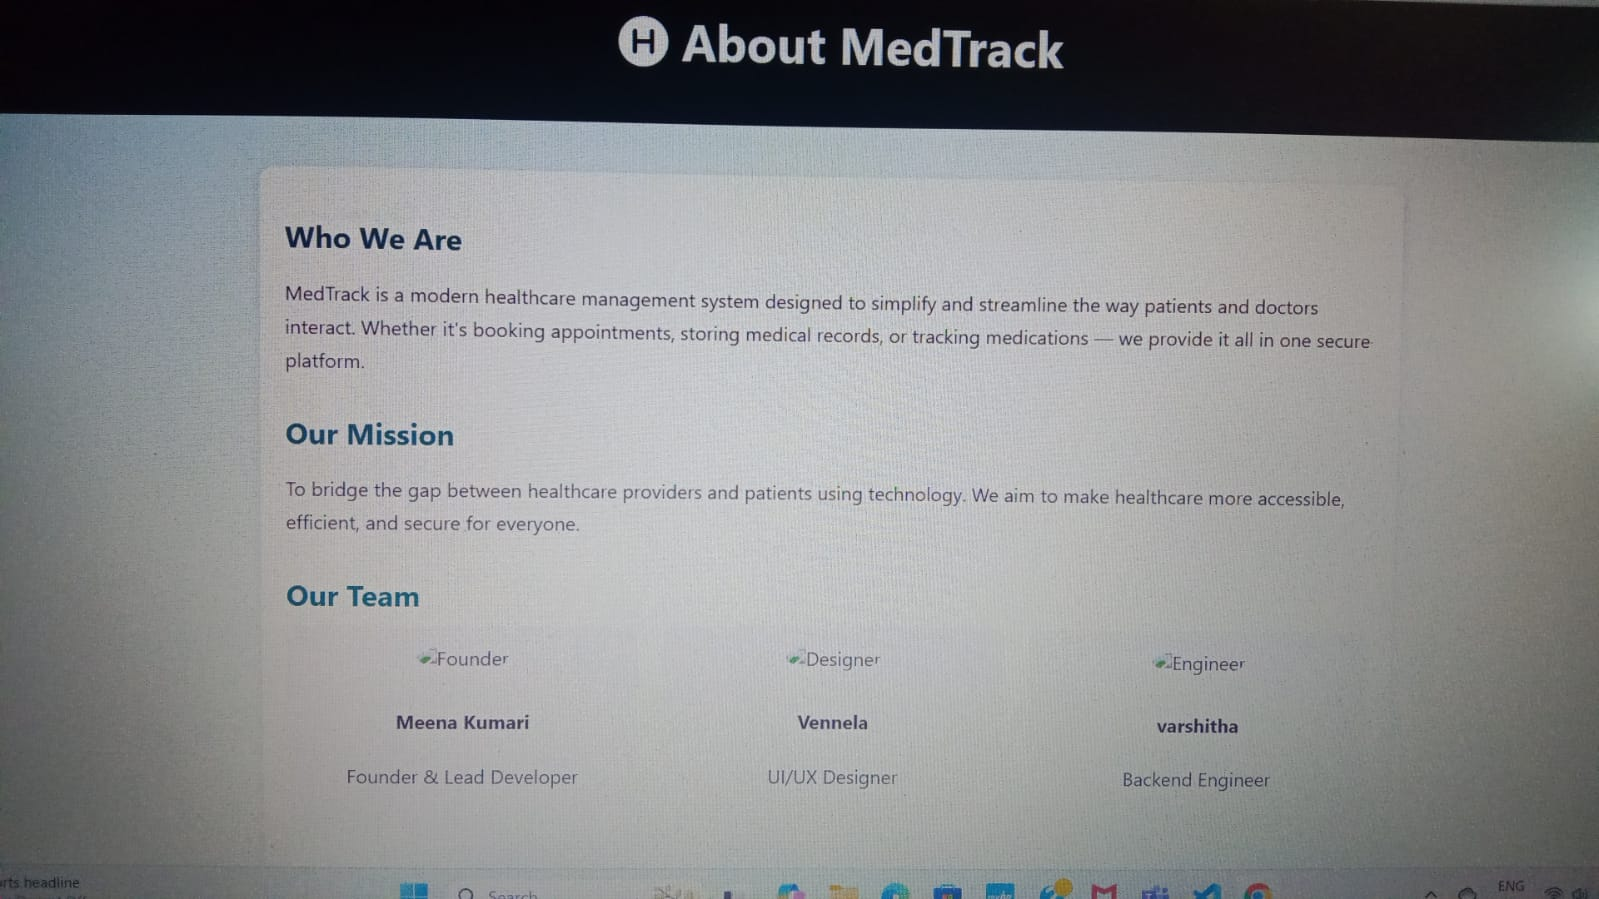 H About MedTrack
Who We Are
MedTrack is a modern healthcare management system designed to simplify and streamline the way patients and doctors
interact. Whether it's booking appointments, storing medical records, or tracking medications — we provide it all in one secure
platform.
Our Mission
To bridge the gap between healthcare providers and patients using technology. We aim to make healthcare more accessible,
efficient, and secure for everyone.
Our Team
Founder Designer Engineer
Meena Kumari Vennela varshitha
Founder & Lead Developer UI/UX Designer Backend Engineer
headline Search ENG